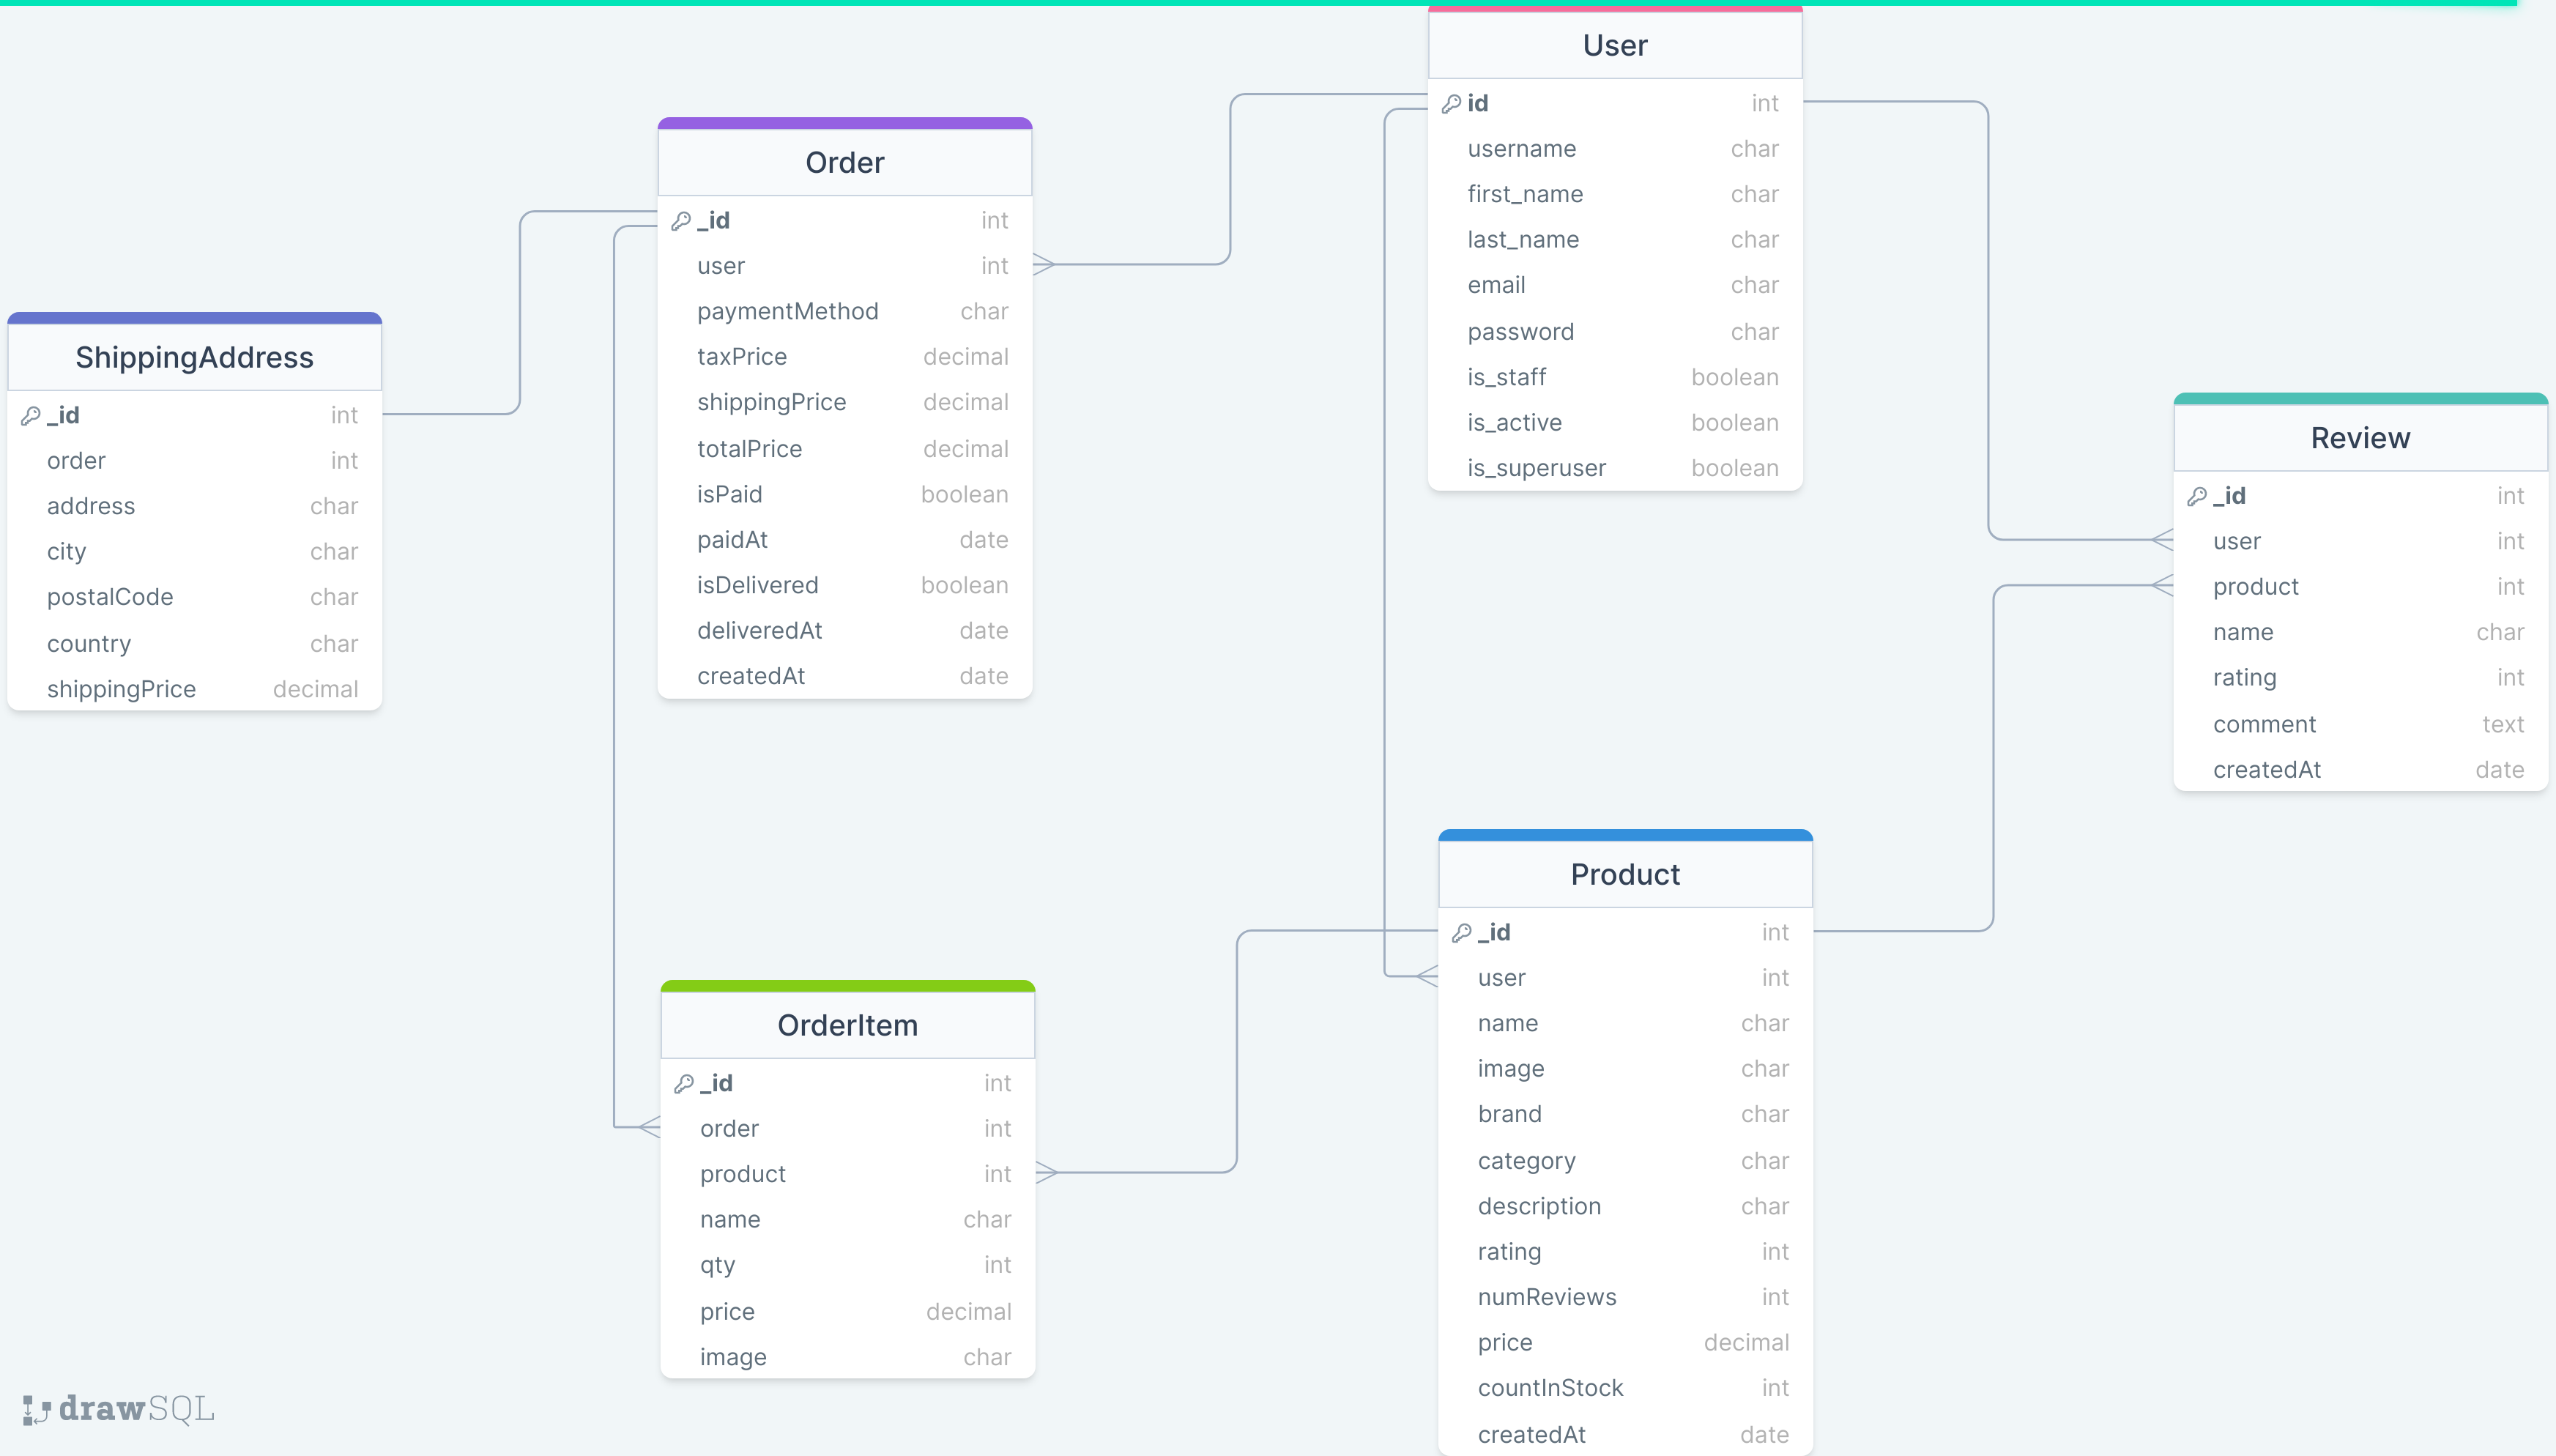 User
id int
username char
first_name char
last_name char
email char
password char
is_staff boolean
is_active boolean
is_superuser boolean
Order
_id int
user int
paymentMethod char
taxPrice decimal
shippingPrice decimal
totalPrice decimal
isPaid boolean
paidAt date
isDelivered boolean
deliveredAt date
createdAt date
ShippingAddress
_id int
order int
address char
city char
postalCode char
country char
shippingPrice decimal
Review
_id int
user int
product int
name char
rating int
comment text
createdAt date
Product
_id int
user int
name char
image char
brand char
category char
description char
rating int
numReviews int
price decimal
countInStock int
createdAt date
OrderItem
_id int
order int
product int
name char
qty int
price decimal
image char
drawSQL